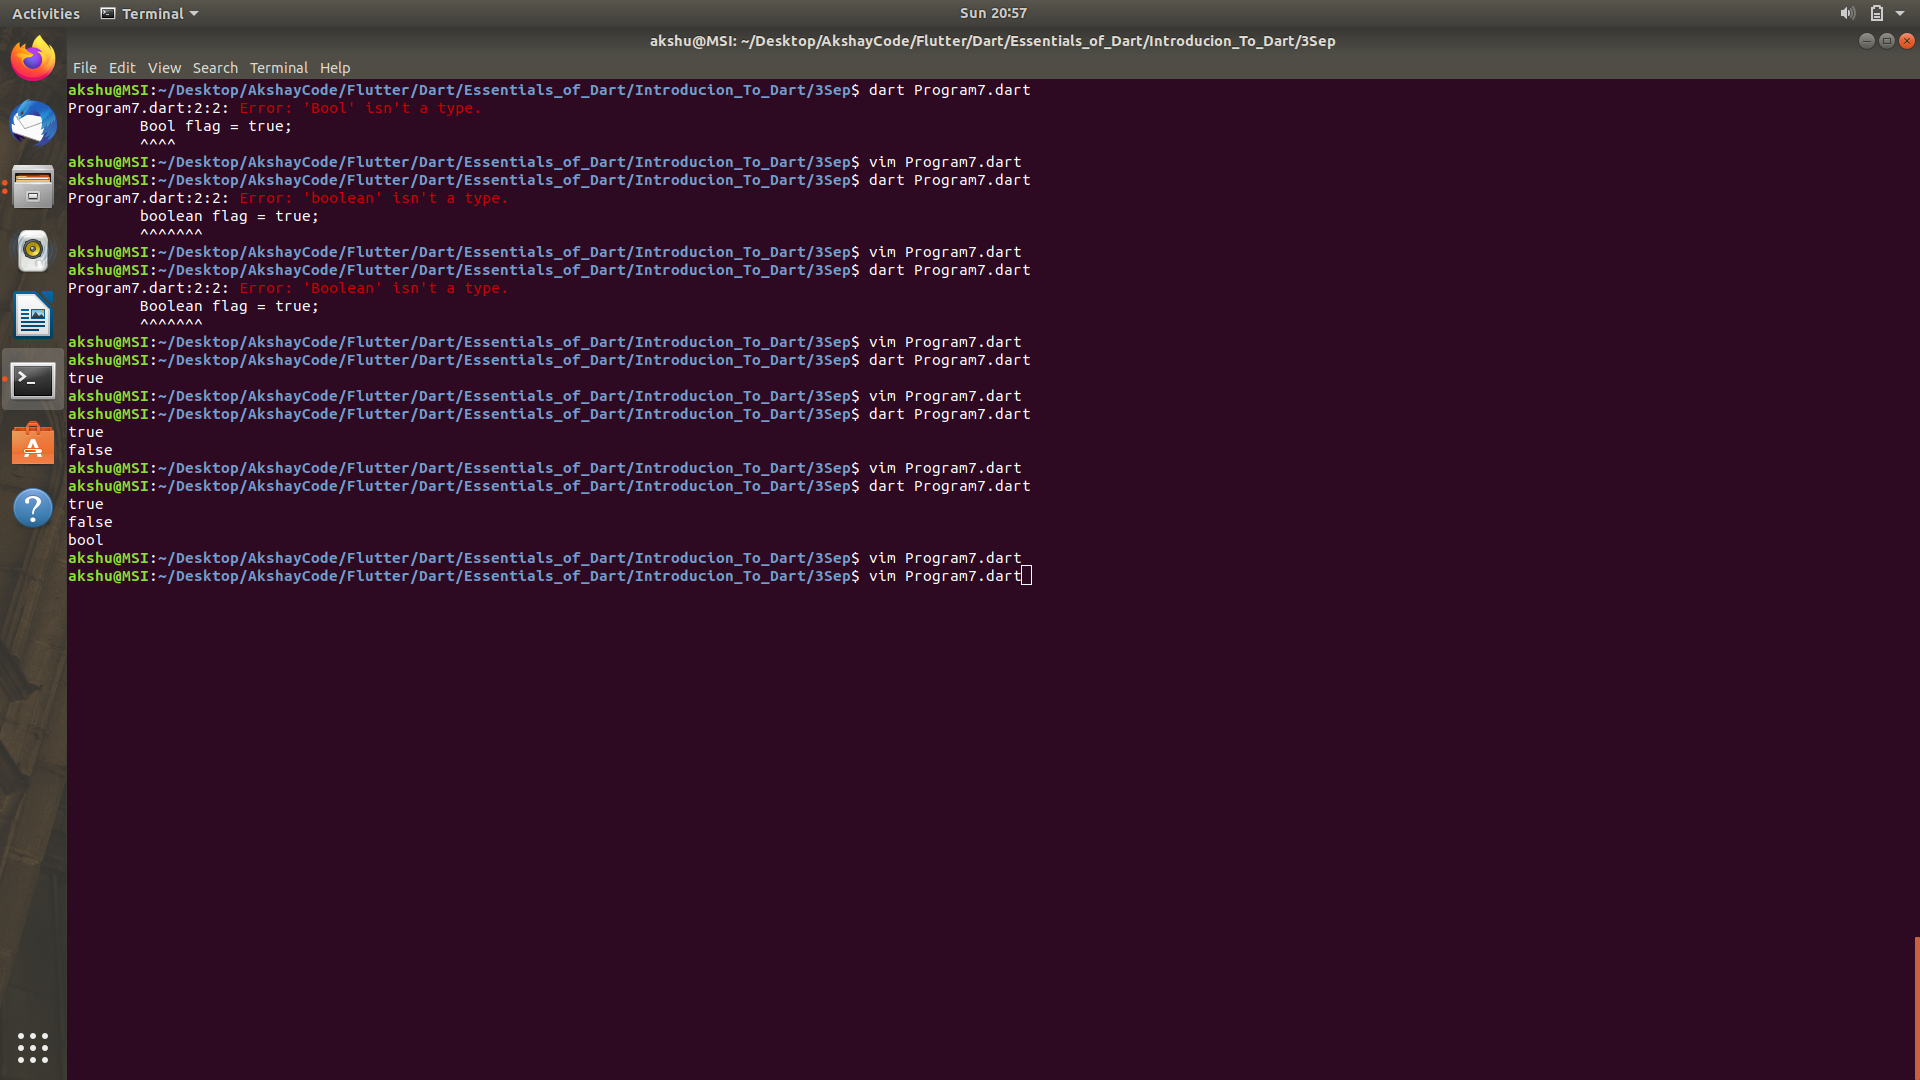 Activities Terminal Sun 20:57
akshu@MSI: ~/Desktop/AkshayCode/Flutter/Dart/Essentials_of_Dart/Introducion_To_Dart/3Sep
File Edit View Search Terminal Help
akshu@MSI:~/Desktop/AkshayCode/Flutter/Dart/Essentials_of_Dart/Introducion_To_Dart/3Sep$ dart Program7.dart
Program7.dart:2:2: Error: 'Bool' isn't a type.
        Bool flag = true;
        ^^^^
akshu@MSI:~/Desktop/AkshayCode/Flutter/Dart/Essentials_of_Dart/Introducion_To_Dart/3Sep$ vim Program7.dart
akshu@MSI:~/Desktop/AkshayCode/Flutter/Dart/Essentials_of_Dart/Introducion_To_Dart/3Sep$ dart Program7.dart
Program7.dart:2:2: Error: 'boolean' isn't a type.
        boolean flag = true;
        ^^^^^^^
akshu@MSI:~/Desktop/AkshayCode/Flutter/Dart/Essentials_of_Dart/Introducion_To_Dart/3Sep$ vim Program7.dart
akshu@MSI:~/Desktop/AkshayCode/Flutter/Dart/Essentials_of_Dart/Introducion_To_Dart/3Sep$ dart Program7.dart
Program7.dart:2:2: Error: 'Boolean' isn't a type.
        Boolean flag = true;
        ^^^^^^^
akshu@MSI:~/Desktop/AkshayCode/Flutter/Dart/Essentials_of_Dart/Introducion_To_Dart/3Sep$ vim Program7.dart
akshu@MSI:~/Desktop/AkshayCode/Flutter/Dart/Essentials_of_Dart/Introducion_To_Dart/3Sep$ dart Program7.dart
true
akshu@MSI:~/Desktop/AkshayCode/Flutter/Dart/Essentials_of_Dart/Introducion_To_Dart/3Sep$ vim Program7.dart
akshu@MSI:~/Desktop/AkshayCode/Flutter/Dart/Essentials_of_Dart/Introducion_To_Dart/3Sep$ dart Program7.dart
true
false
akshu@MSI:~/Desktop/AkshayCode/Flutter/Dart/Essentials_of_Dart/Introducion_To_Dart/3Sep$ vim Program7.dart
akshu@MSI:~/Desktop/AkshayCode/Flutter/Dart/Essentials_of_Dart/Introducion_To_Dart/3Sep$ dart Program7.dart
true
false
bool
akshu@MSI:~/Desktop/AkshayCode/Flutter/Dart/Essentials_of_Dart/Introducion_To_Dart/3Sep$ vim Program7.dart
akshu@MSI:~/Desktop/AkshayCode/Flutter/Dart/Essentials_of_Dart/Introducion_To_Dart/3Sep$ vim Program7.dart